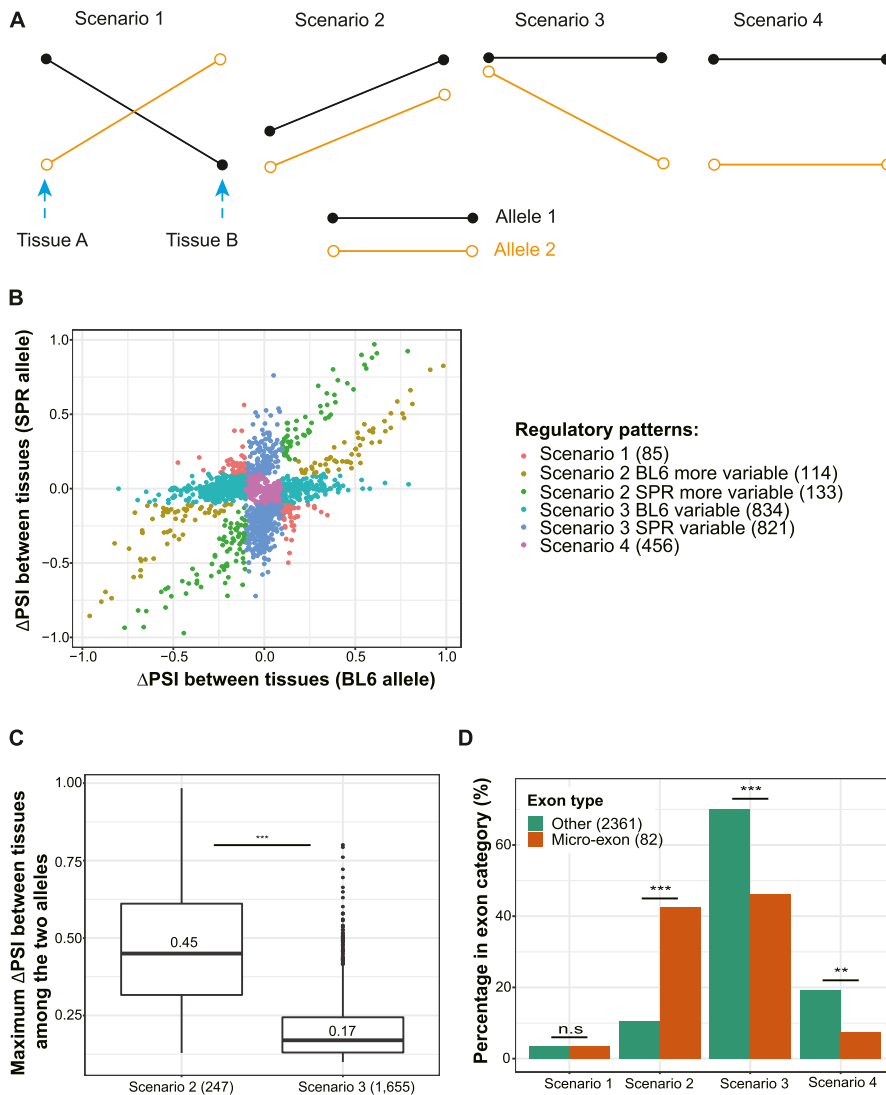 A
Scenario 1
Scenario 2
Scenario 3
Scenario 4
Tissue A
Tissue B
Allele 1
Allele 2
B
ΔPSI between tissues (SPR allele)
1.0
0.5
0.0
−0.5
−1.0
−1.0
−0.5
0.0
0.5
1.0
ΔPSI between tissues (BL6 allele)
Regulatory patterns:
Scenario 1 (85)
Scenario 2 BL6 more variable (114)
Scenario 2 SPR more variable (133)
Scenario 3 BL6 variable (834)
Scenario 3 SPR variable (821)
Scenario 4 (456)
C
Maximum ΔPSI between tissues
among the two alleles
1.00
0.75
0.50
0.25
***
0.45
0.17
Scenario 2 (247)
Scenario 3 (1,655)
D
Percentage in exon category (%)
60
40
20
0
Exon type
Other (2361)
Micro-exon (82)
n.s
***
***
**
Scenario 1
Scenario 2
Scenario 3
Scenario 4